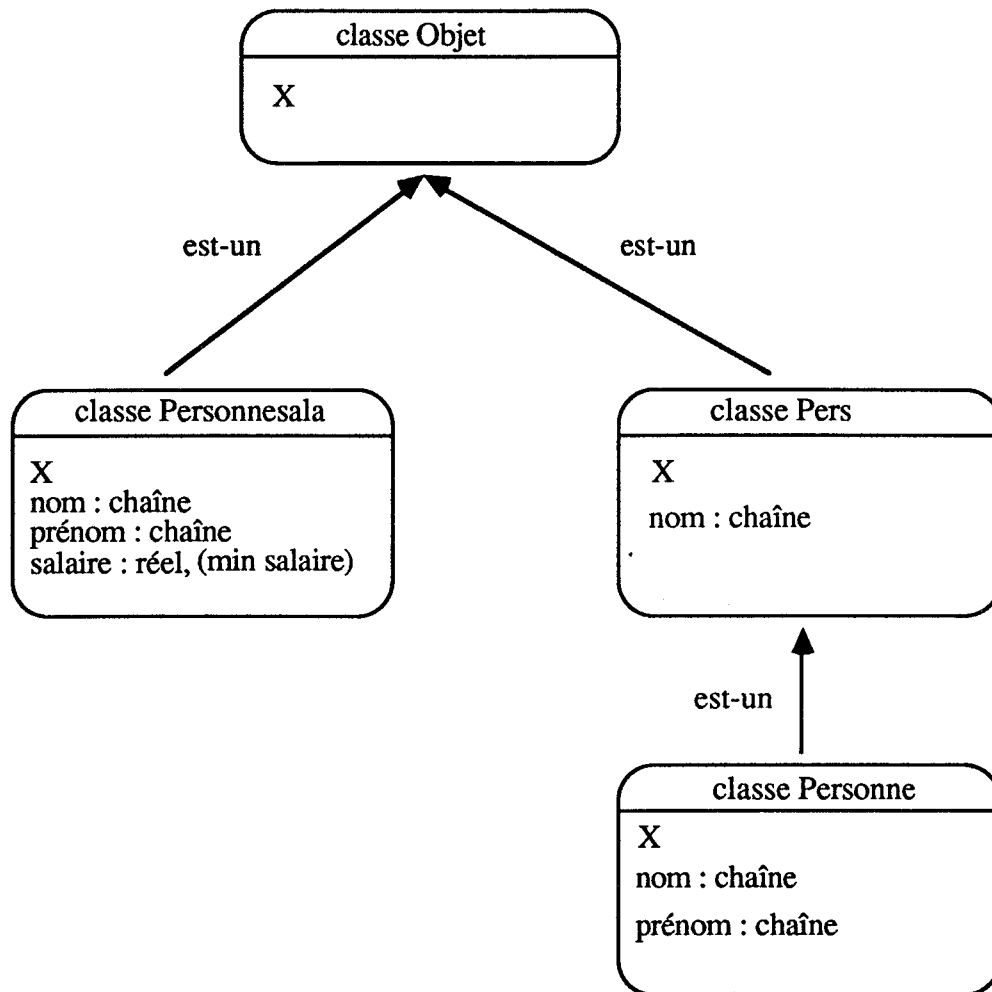 classe Objet
X
est-un
est-un
classe Personnesala
X
nom : chaîne
prénom : chaîne
salaire : réel, (min salaire)
classe Pers
X
nom : chaîne
est-un
classe Personne
X
nom : chaîne
prénom : chaîne